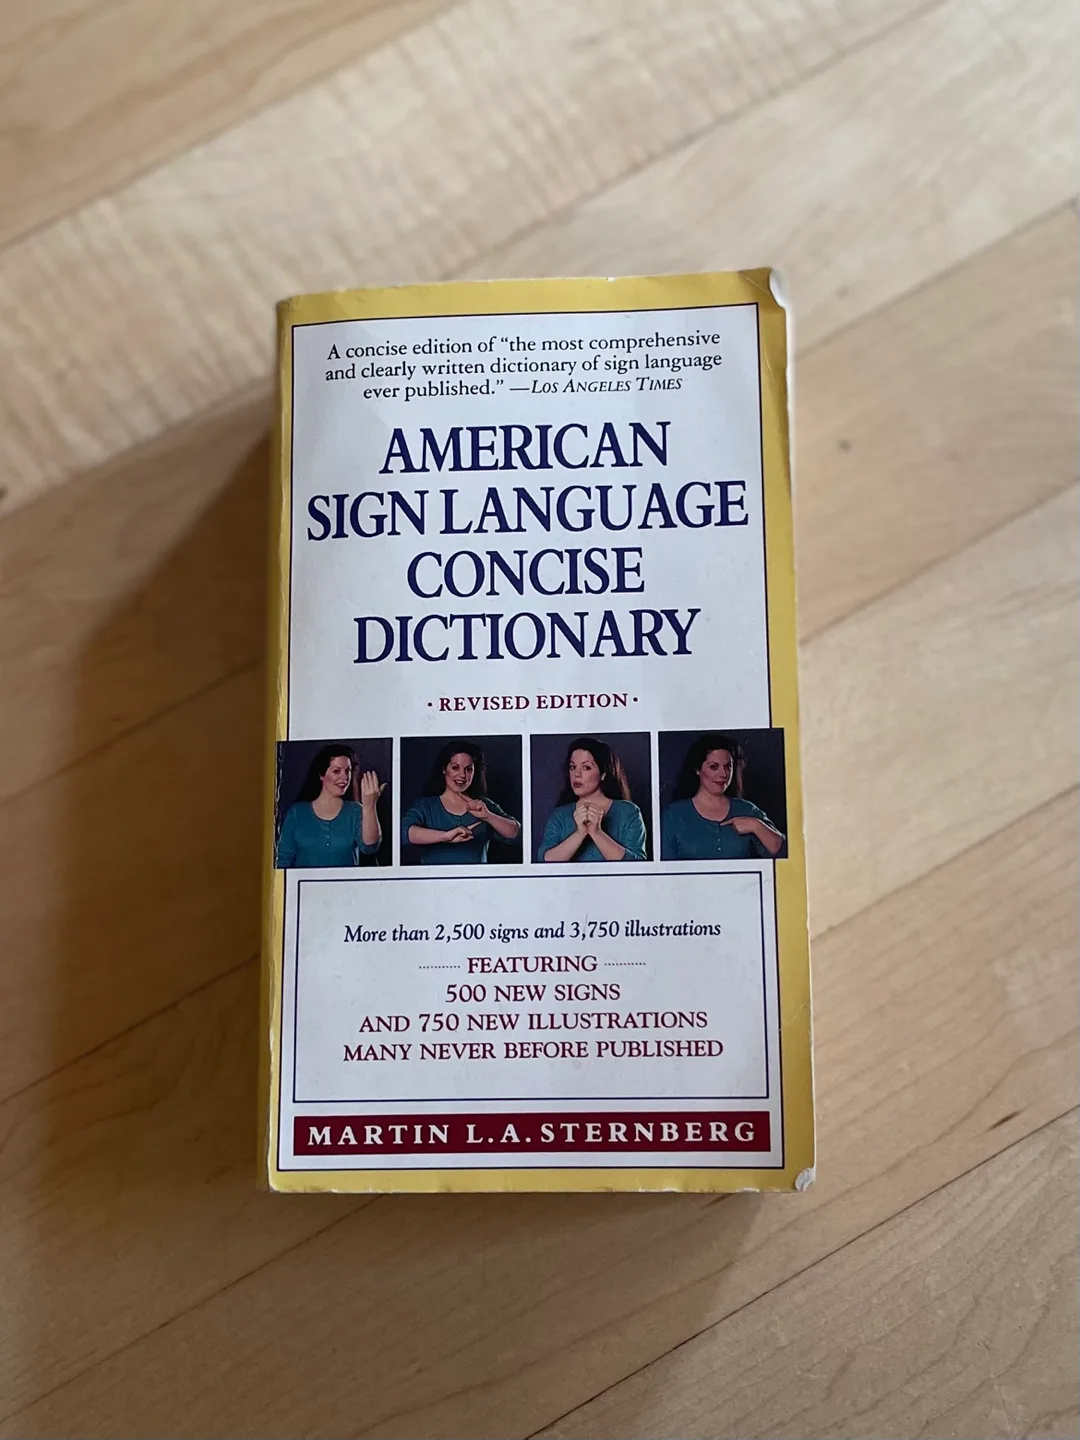 A concise edition of “the most comprehensive
and clearly written dictionary of sign language
ever published.” —LOS ANGELES TIMES
AMERICAN
SIGN LANGUAGE
CONCISE
DICTIONARY
· REVISED EDITION ·
More than 2,500 signs and 3,750 illustrations
.......... FEATURING ..........
500 NEW SIGNS
AND 750 NEW ILLUSTRATIONS
MANY NEVER BEFORE PUBLISHED
MARTIN L.A. STERNBERG